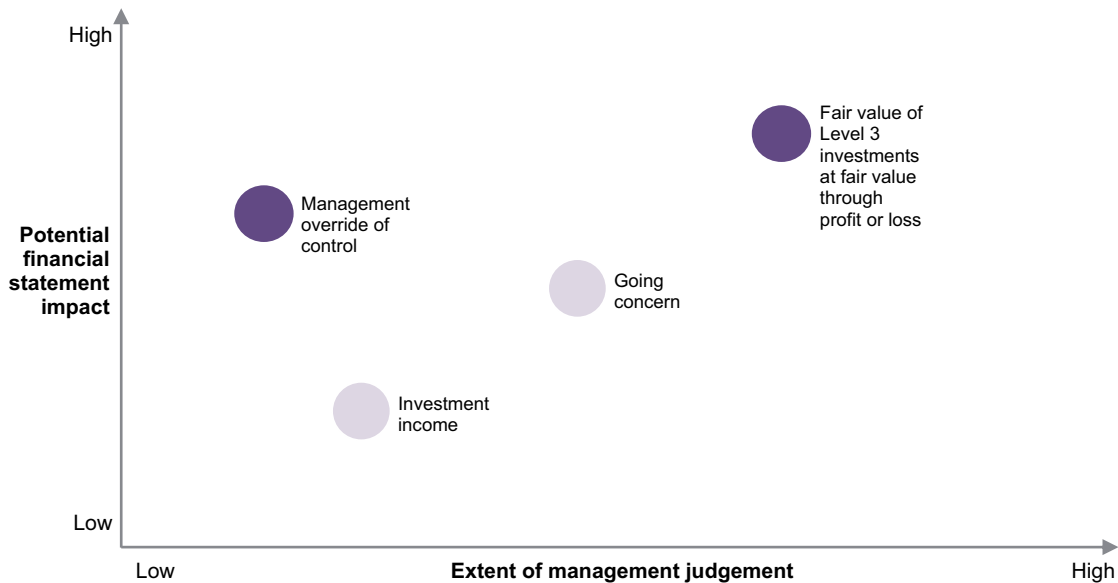 High
Fair value of
Level 3
investments
at fair value
through
profit or loss
Management
override of
control
Potential
financial
statement
impact
Going
concern
Investment
income
Low
Low
Extent of management judgement
High